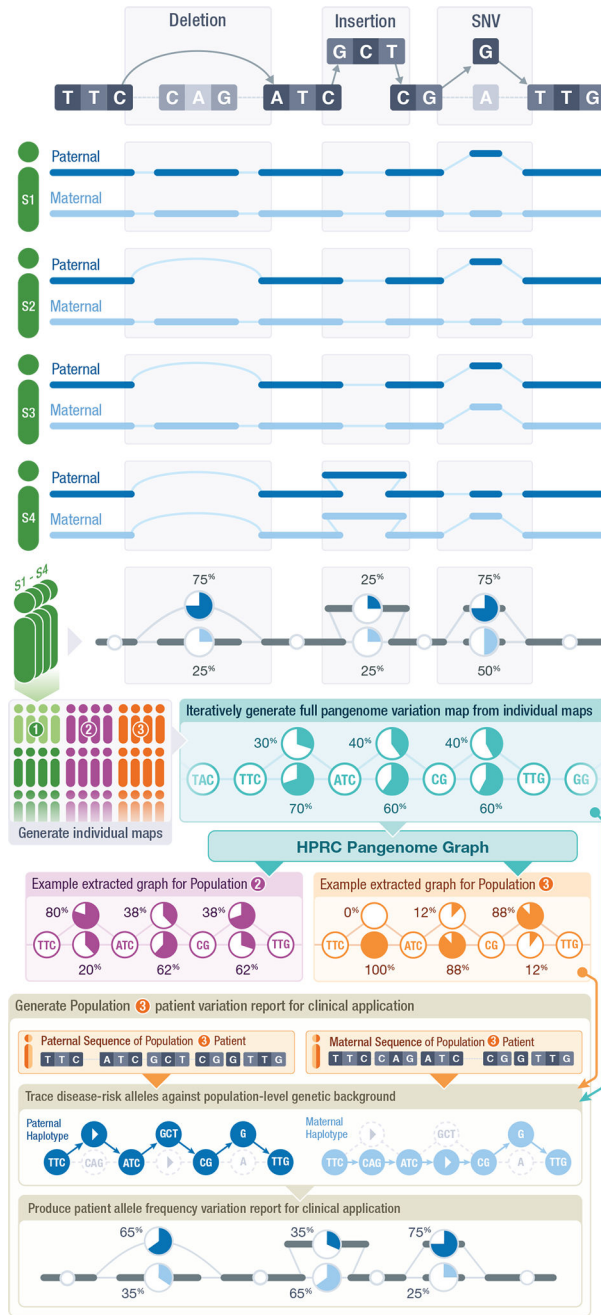 Deletion Insertion SNV
G C T G
T T C C A G A T C C G A T T G
Paternal
Maternal
S1
Paternal
Maternal
S2
Paternal
Maternal
S3
Paternal
Maternal
S4
S1 - S4
75% 25% 75%
25% 25% 50%
1 2 3
Generate individual maps
Iteratively generate full pangenome variation map from individual maps
30% 40% 40%
TAC TTC ATC CG TTG GG
70% 60% 60%
HPRC Pangenome Graph
Example extracted graph for Population 2
80% 38% 38%
TTC ATC CG TTG
20% 62% 62%
Example extracted graph for Population 3
0% 12% 88%
TTC ATC CG TTG
100% 88% 12%
Generate Population 3 patient variation report for clinical application
Paternal Sequence of Population 3 Patient
T T C A T C G C T C G G T T G
Maternal Sequence of Population 3 Patient
T T C C A G A T C C G G T T G
Trace disease-risk alleles against population-level genetic background
Paternal
Haplotype
GCT G
TTC CAG ATC CG A TTG
Maternal
Haplotype
GCT G
TTC CAG ATC CG A TTG
Produce patient allele frequency variation report for clinical application
65% 35% 75%
35% 65% 25%